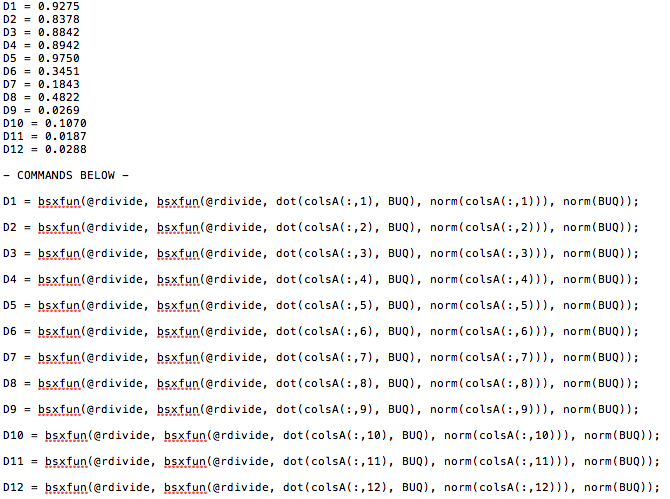 D1 = 0.9275
D2 = 0.8378
D3 = 0.8842
D4 = 0.8942
D5 = 0.9750
D6 = 0.3451
D7 = 0.1843
D8 = 0.4822
D9 = 0.0269
D10 = 0.1070
D11 = 0.0187
D12 = 0.0288
- COMMANDS BELOW -
D1 = bsxfun(@rdivide, bsxfun(@rdivide, dot(colsA(:,1), BUQ), norm(colsA(:,1))), norm(BUQ));
D2 = bsxfun(@rdivide, bsxfun(@rdivide, dot(colsA(:,2), BUQ), norm(colsA(:,2))), norm(BUQ));
D3 = bsxfun(@rdivide, bsxfun(@rdivide, dot(colsA(:,3), BUQ), norm(colsA(:,3))), norm(BUQ));
D4 = bsxfun(@rdivide, bsxfun(@rdivide, dot(colsA(:,4), BUQ), norm(colsA(:,4))), norm(BUQ));
D5 = bsxfun(@rdivide, bsxfun(@rdivide, dot(colsA(:,5), BUQ), norm(colsA(:,5))), norm(BUQ));
D6 = bsxfun(@rdivide, bsxfun(@rdivide, dot(colsA(:,6), BUQ), norm(colsA(:,6))), norm(BUQ));
D7 = bsxfun(@rdivide, bsxfun(@rdivide, dot(colsA(:,7), BUQ), norm(colsA(:,7))), norm(BUQ));
D8 = bsxfun(@rdivide, bsxfun(@rdivide, dot(colsA(:,8), BUQ), norm(colsA(:,8))), norm(BUQ));
D9 = bsxfun(@rdivide, bsxfun(@rdivide, dot(colsA(:,9), BUQ), norm(colsA(:,9))), norm(BUQ));
D10 = bsxfun(@rdivide, bsxfun(@rdivide, dot(colsA(:,10), BUQ), norm(colsA(:,10))), norm(BUQ));
D11 = bsxfun(@rdivide, bsxfun(@rdivide, dot(colsA(:,11), BUQ), norm(colsA(:,11))), norm(BUQ));
D12 = bsxfun(@rdivide, bsxfun(@rdivide, dot(colsA(:,12), BUQ), norm(colsA(:,12))), norm(BUQ));